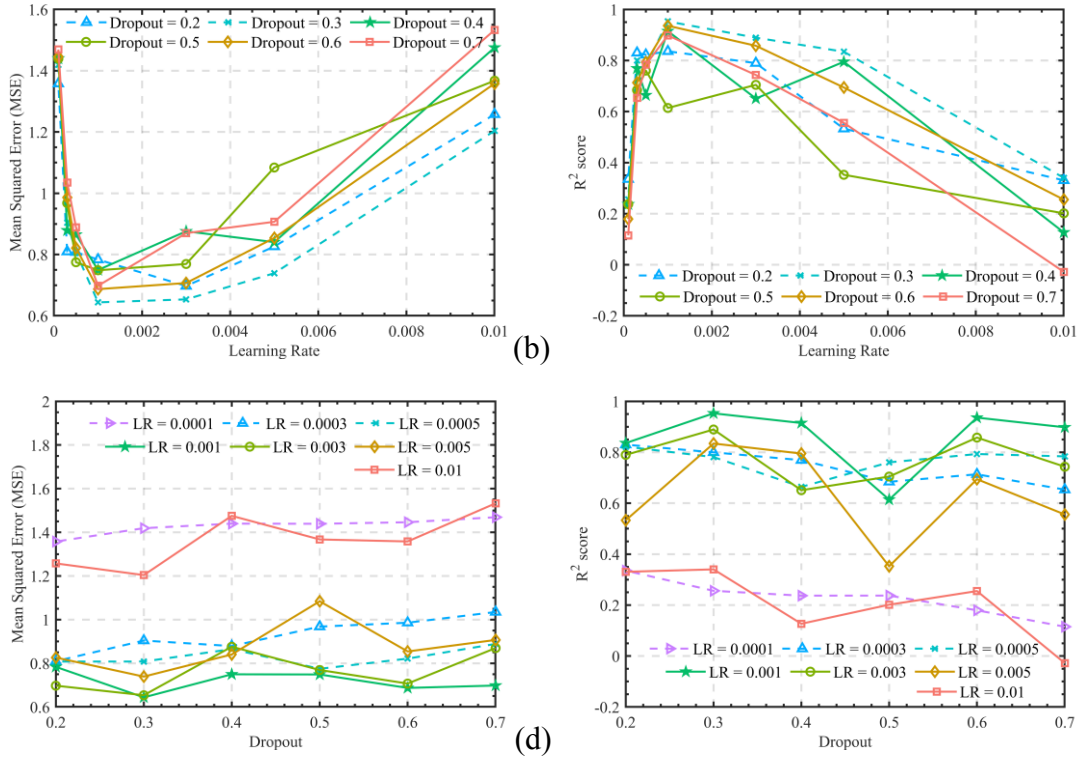 1.6
1.4
1.2
1
0.8
0.6
Mean Squared Error (MSE)
Dropout = 0.2 Dropout = 0.3 Dropout = 0.4
Dropout = 0.5 Dropout = 0.6 Dropout = 0.7
0 0.002 0.004 0.006 0.008 0.01
Learning Rate
(b)
1
0.8
0.6
0.4
0.2
0
-0.2
R² score
Dropout = 0.2 Dropout = 0.3 Dropout = 0.4
Dropout = 0.5 Dropout = 0.6 Dropout = 0.7
0 0.002 0.004 0.006 0.008 0.01
Learning Rate
2
1.8
1.6
1.4
1.2
1
0.8
0.6
Mean Squared Error (MSE)
LR = 0.0001 LR = 0.0003 LR = 0.0005
LR = 0.001 LR = 0.003 LR = 0.005
LR = 0.01
0.2 0.3 0.4 0.5 0.6 0.7
Dropout
(d)
1
0.8
0.6
0.4
0.2
0
-0.2
R² score
LR = 0.0001 LR = 0.0003 LR = 0.0005
LR = 0.001 LR = 0.003 LR = 0.005
LR = 0.01
0.2 0.3 0.4 0.5 0.6 0.7
Dropout